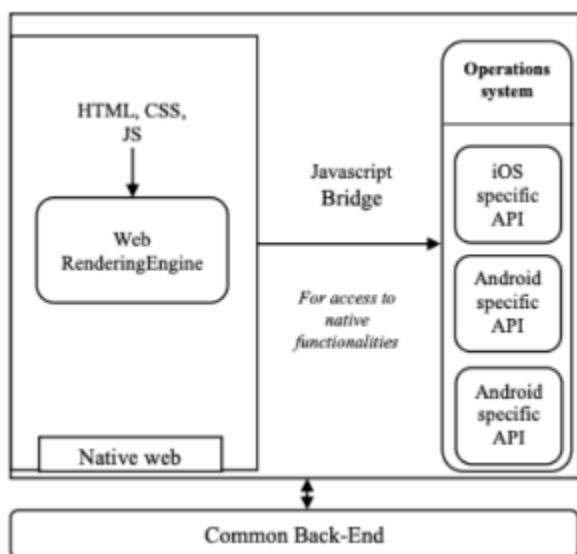 HTML, CSS,
JS
Web
RenderingEngine
Native web
Javascript
Bridge
For access to
native
functionalities
Operations
system
iOS
specific
API
Android
specific
API
Android
specific
API
Common Back-End